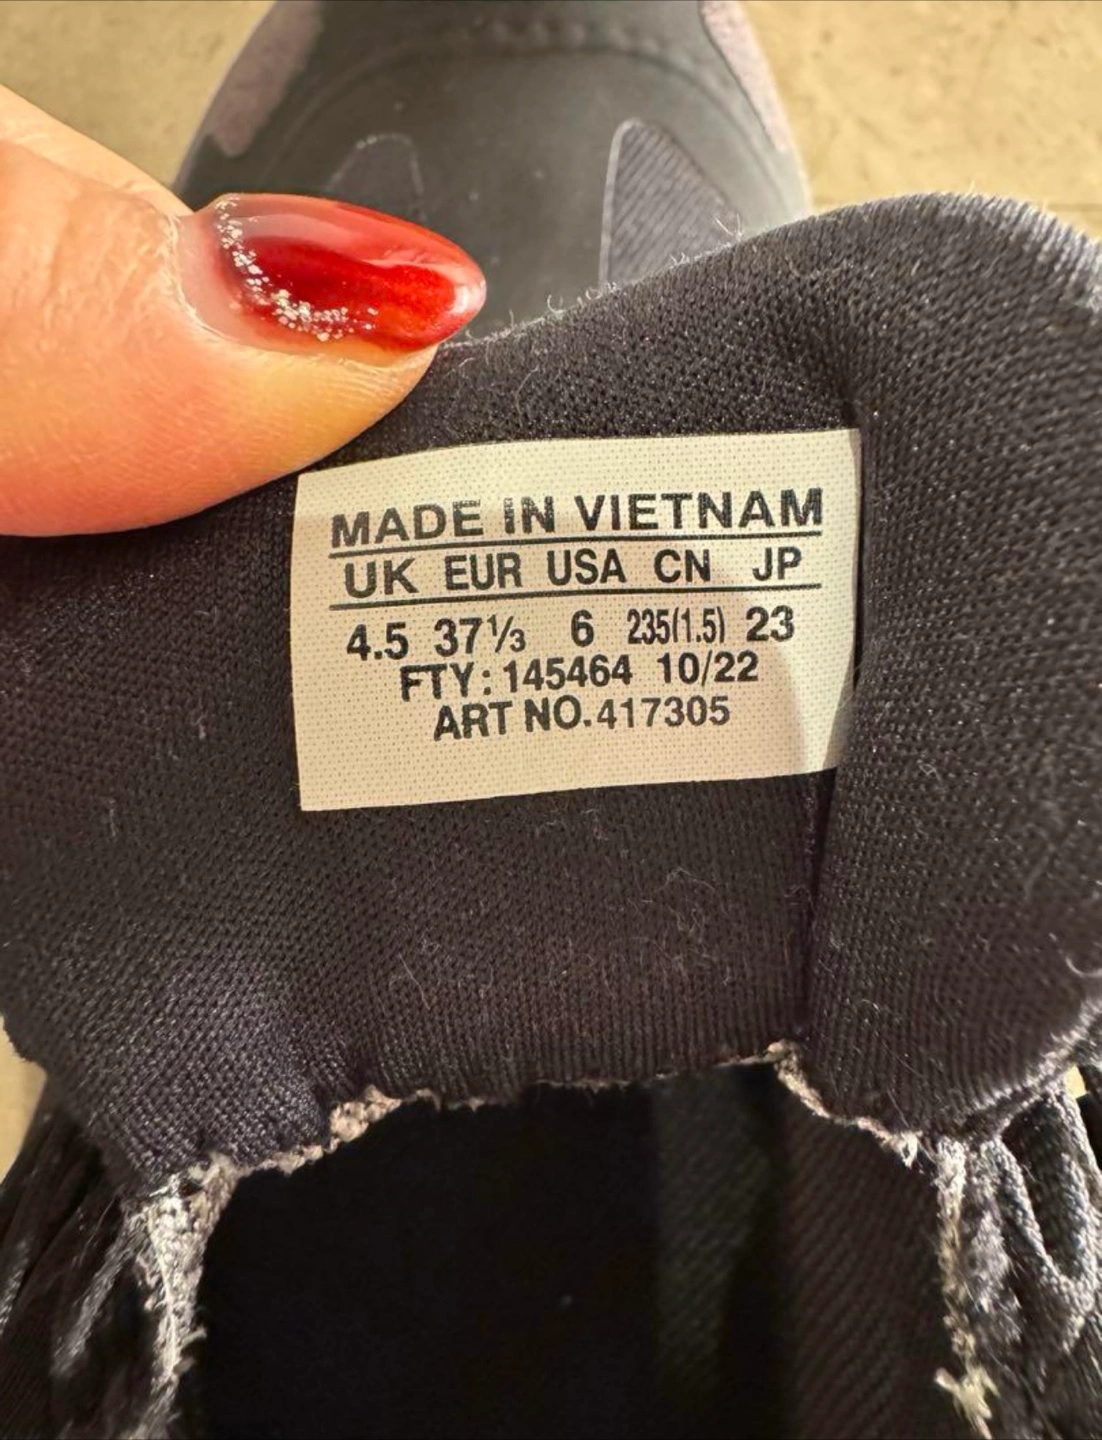 MADE IN VIETNAM
UK EUR USA CN JP
4.5 37⅓ 6 235(1.5) 23
FTY: 145464 10/22
ART NO. 417305